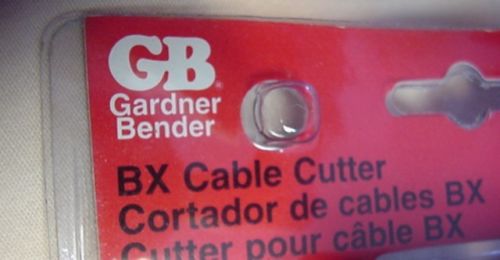 GB
Gardner
Bender
BX Cable Cutter
Cortador de cables BX
Cutter pour câble BX